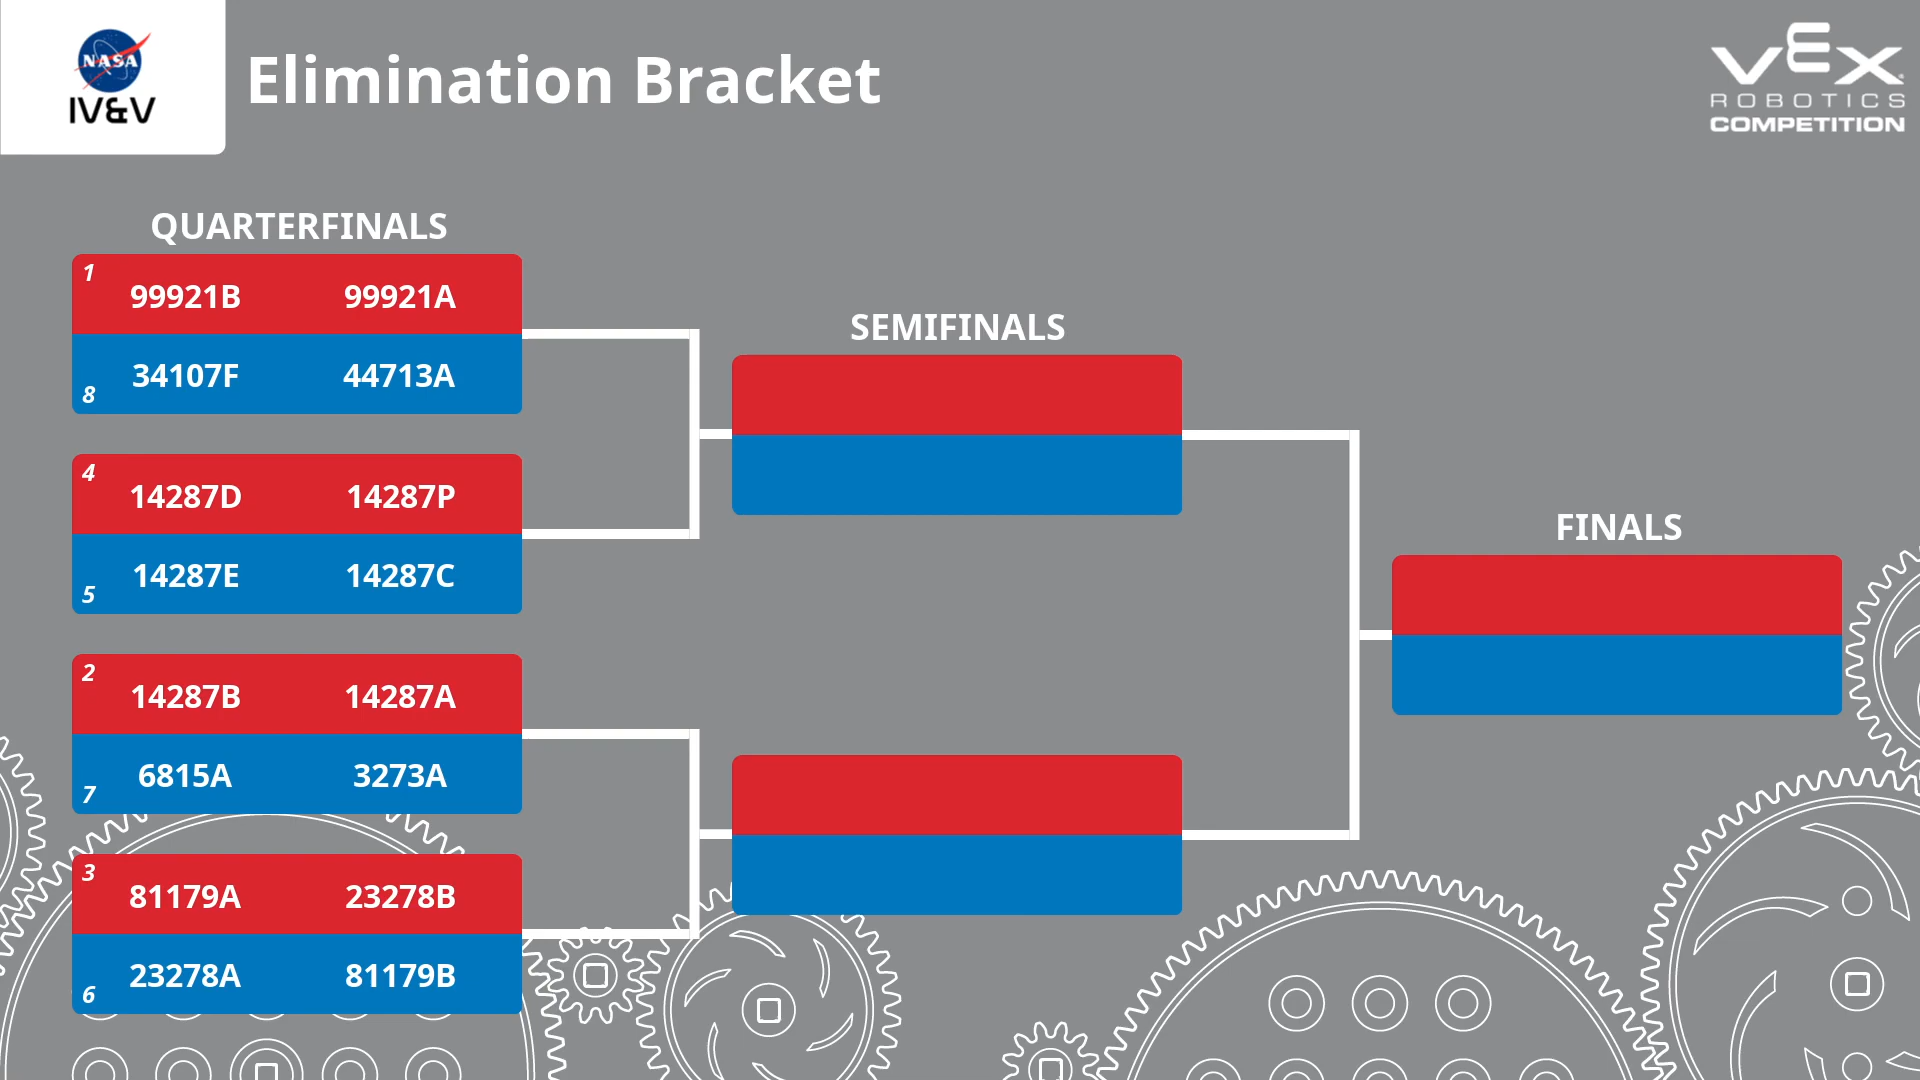 NASA
IV&V
Elimination Bracket
VEX
ROBOTICS
COMPETITION
QUARTERFINALS
1 99921B 99921A
34107F 44713A
8
4 14287D 14287P
14287E 14287C
5
2 14287B 14287A
6815A 3273A
7
3 81179A 23278B
23278A 81179B
6
SEMIFINALS
FINALS